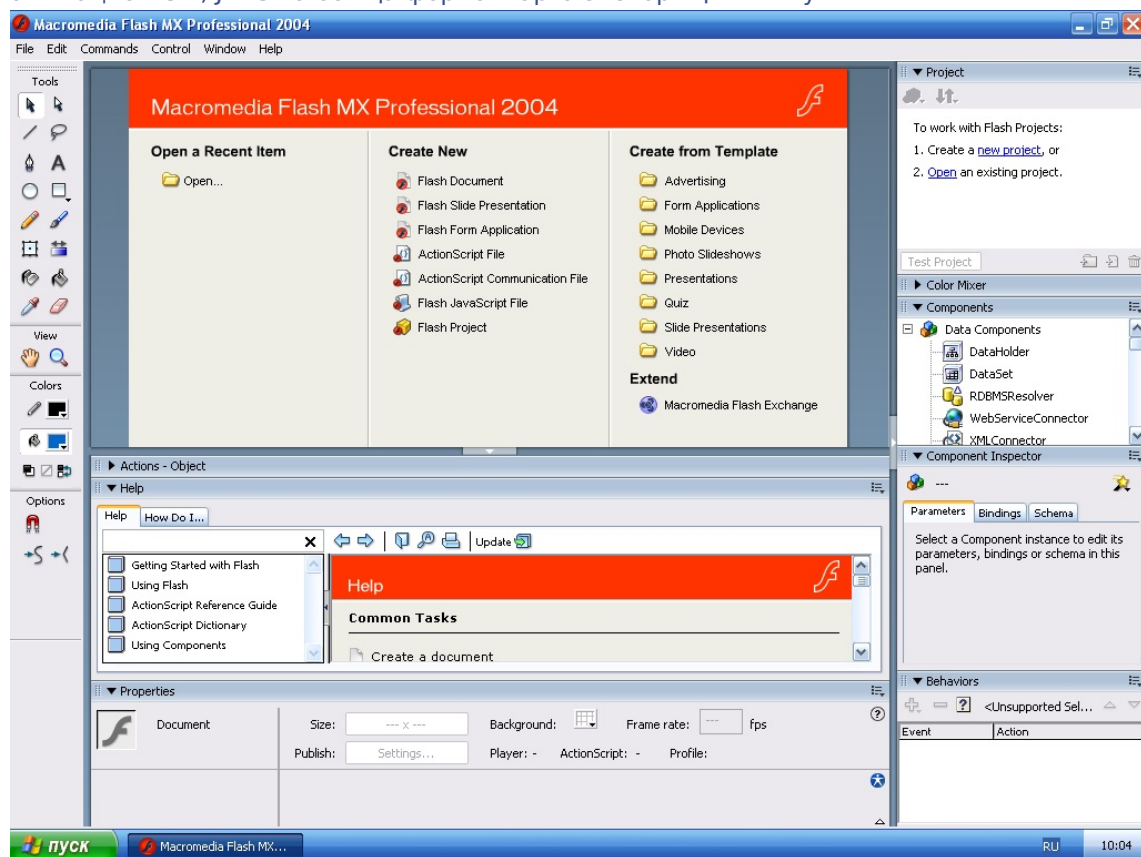 Macromedia Flash MX Professional 2004
File Edit Commands Control Window Help
Tools
View
Colors
Options
Macromedia Flash MX Professional 2004
Open a Recent Item
Open...
Create New
Flash Document
Flash Slide Presentation
Flash Form Application
ActionScript File
ActionScript Communication File
Flash JavaScript File
Flash Project
Create from Template
Advertising
Form Applications
Mobile Devices
Photo Slideshows
Presentations
Quiz
Slide Presentations
Video
Extend
Macromedia Flash Exchange
Actions - Object
Help
Help How Do I...
Update
Getting Started with Flash
Using Flash
ActionScript Reference Guide
ActionScript Dictionary
Using Components
Help
Common Tasks
Create a document
Properties
Document
Size: --- x --- Background: Frame rate: --- fps
Publish: Settings... Player: - ActionScript: - Profile:
Project
To work with Flash Projects:
1. Create a new project, or
2. Open an existing project.
Test Project
Color Mixer
Components
Data Components
DataHolder
DataSet
RDBMSResolver
WebServiceConnector
XMLConnector
Component Inspector
---
Parameters Bindings Schema
Select a Component instance to edit its
parameters, bindings or schema in this
panel.
Behaviors
<Unsupported Sel...
Event Action
пуск Macromedia Flash MX... RU 10:04